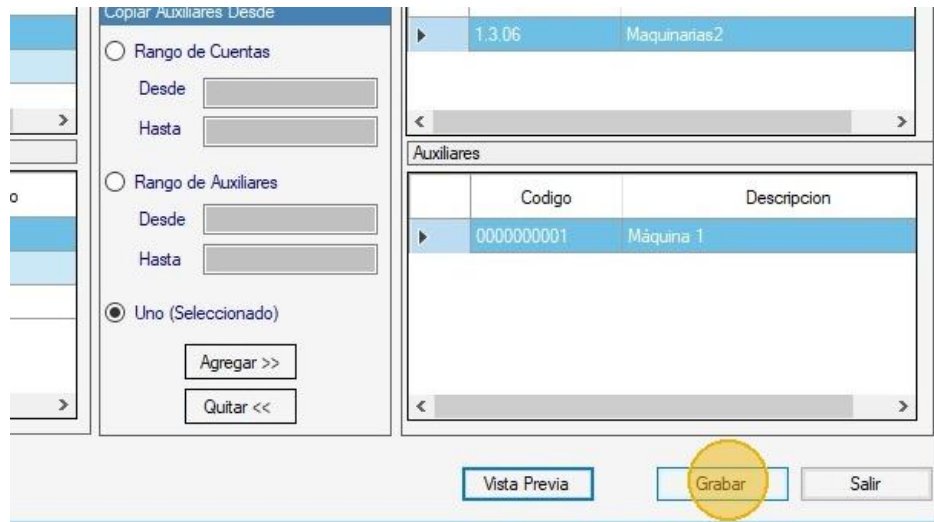 Copiar Auxiliares Desde
Rango de Cuentas
Desde
Hasta
Rango de Auxiliares
Desde
Hasta
Uno (Seleccionado)
Agregar >>
Quitar <<
1.3.06 Maquinarias2
Auxiliares
Codigo Descripcion
0000000001 Máquina 1
Vista Previa Grabar Salir